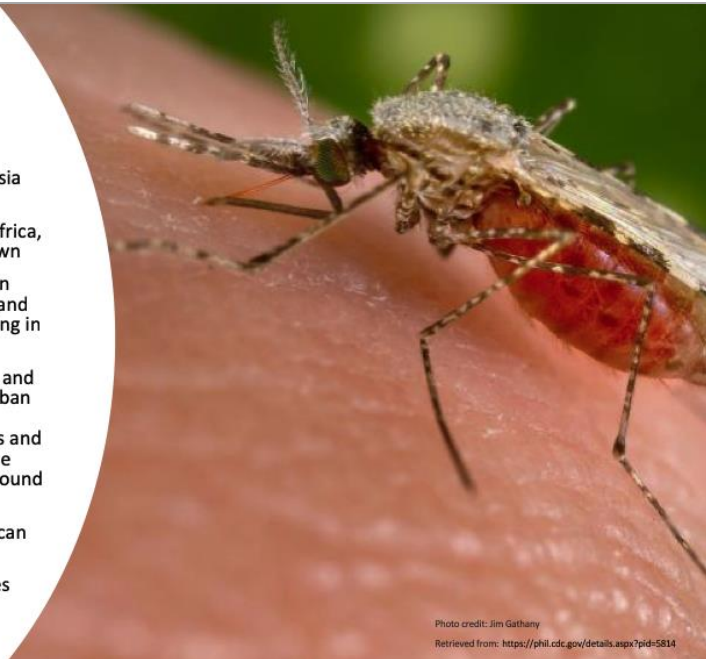 sia
frica,
wn
n
and
ng in
and
ban
s and
e
ound
can
es
Photo credit: Jim Gathany
Retrieved from: https://phil.cdc.gov/details.aspx?pid=5814